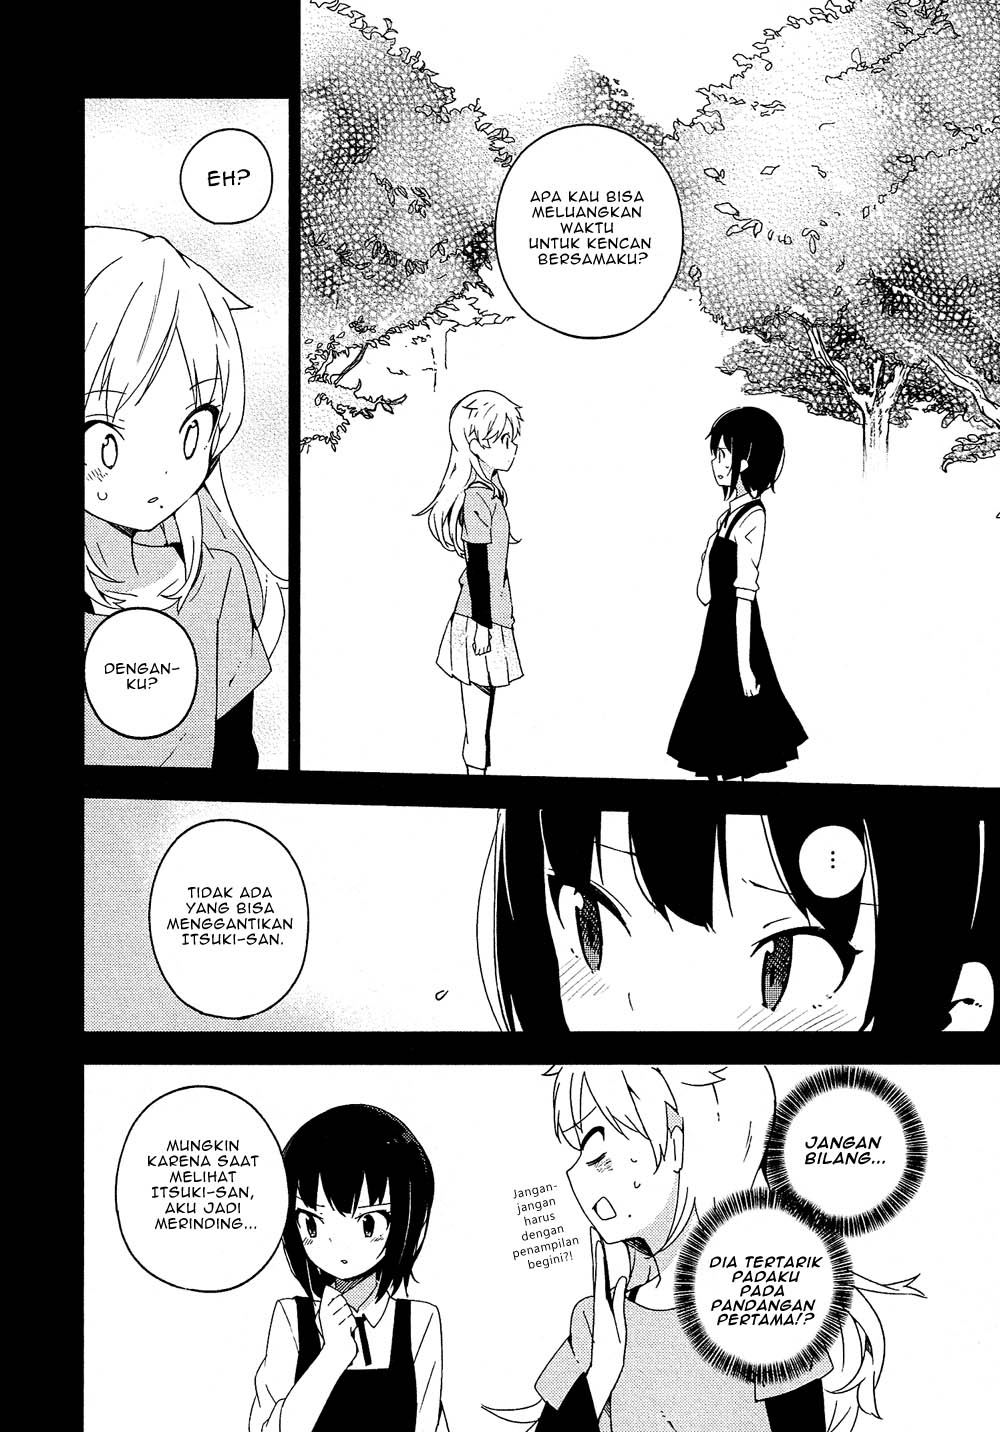 APA KAU BISA
MELUANGKAN
WAKTU
UNTUK KENCAN
BERSAMAKU?
EH?
DENGAN-
KU?
...
TIDAK ADA
YANG BISA
MENGGANTIKAN
ITSUKI-SAN.
JANGAN
BILANG...
DIA TERTARIK
PADAKU
PADA
PANDANGAN
PERTAMA!?
Jangan-
jangan
harus
dengan
penampilan
begini?!
MUNGKIN
KARENA SAAT
MELIHAT
ITSUKI-SAN,
AKU JADI
MERINDING...